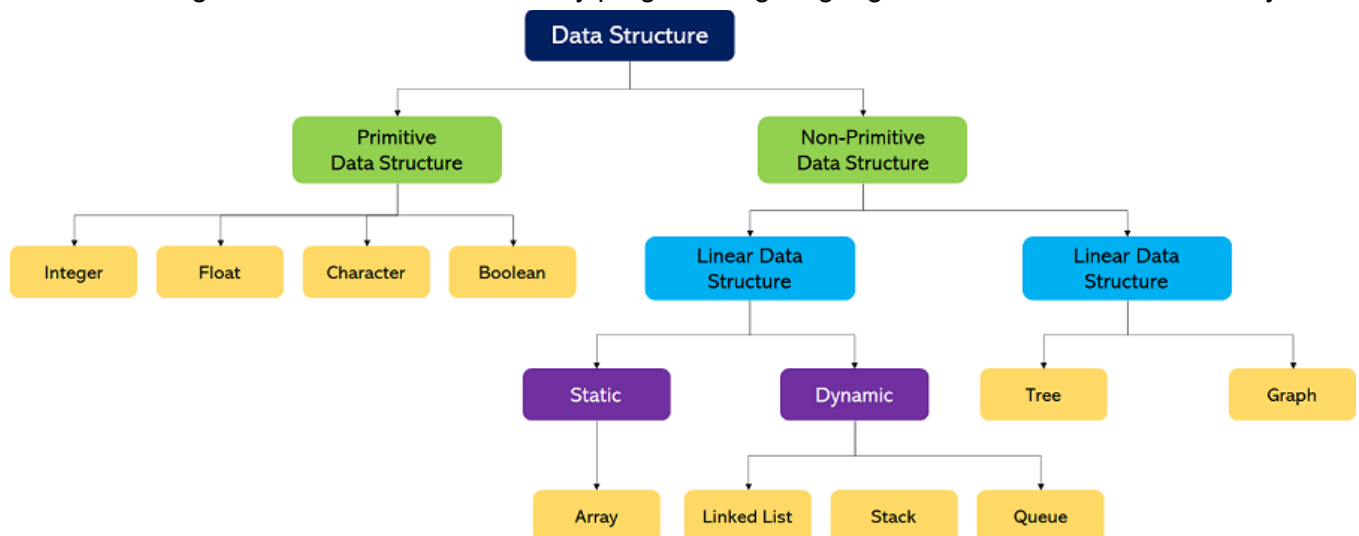 Data Structure
Primitive
Data Structure
Non-Primitive
Data Structure
Integer
Float
Character
Boolean
Linear Data
Structure
Linear Data
Structure
Static
Dynamic
Tree
Graph
Array
Linked List
Stack
Queue